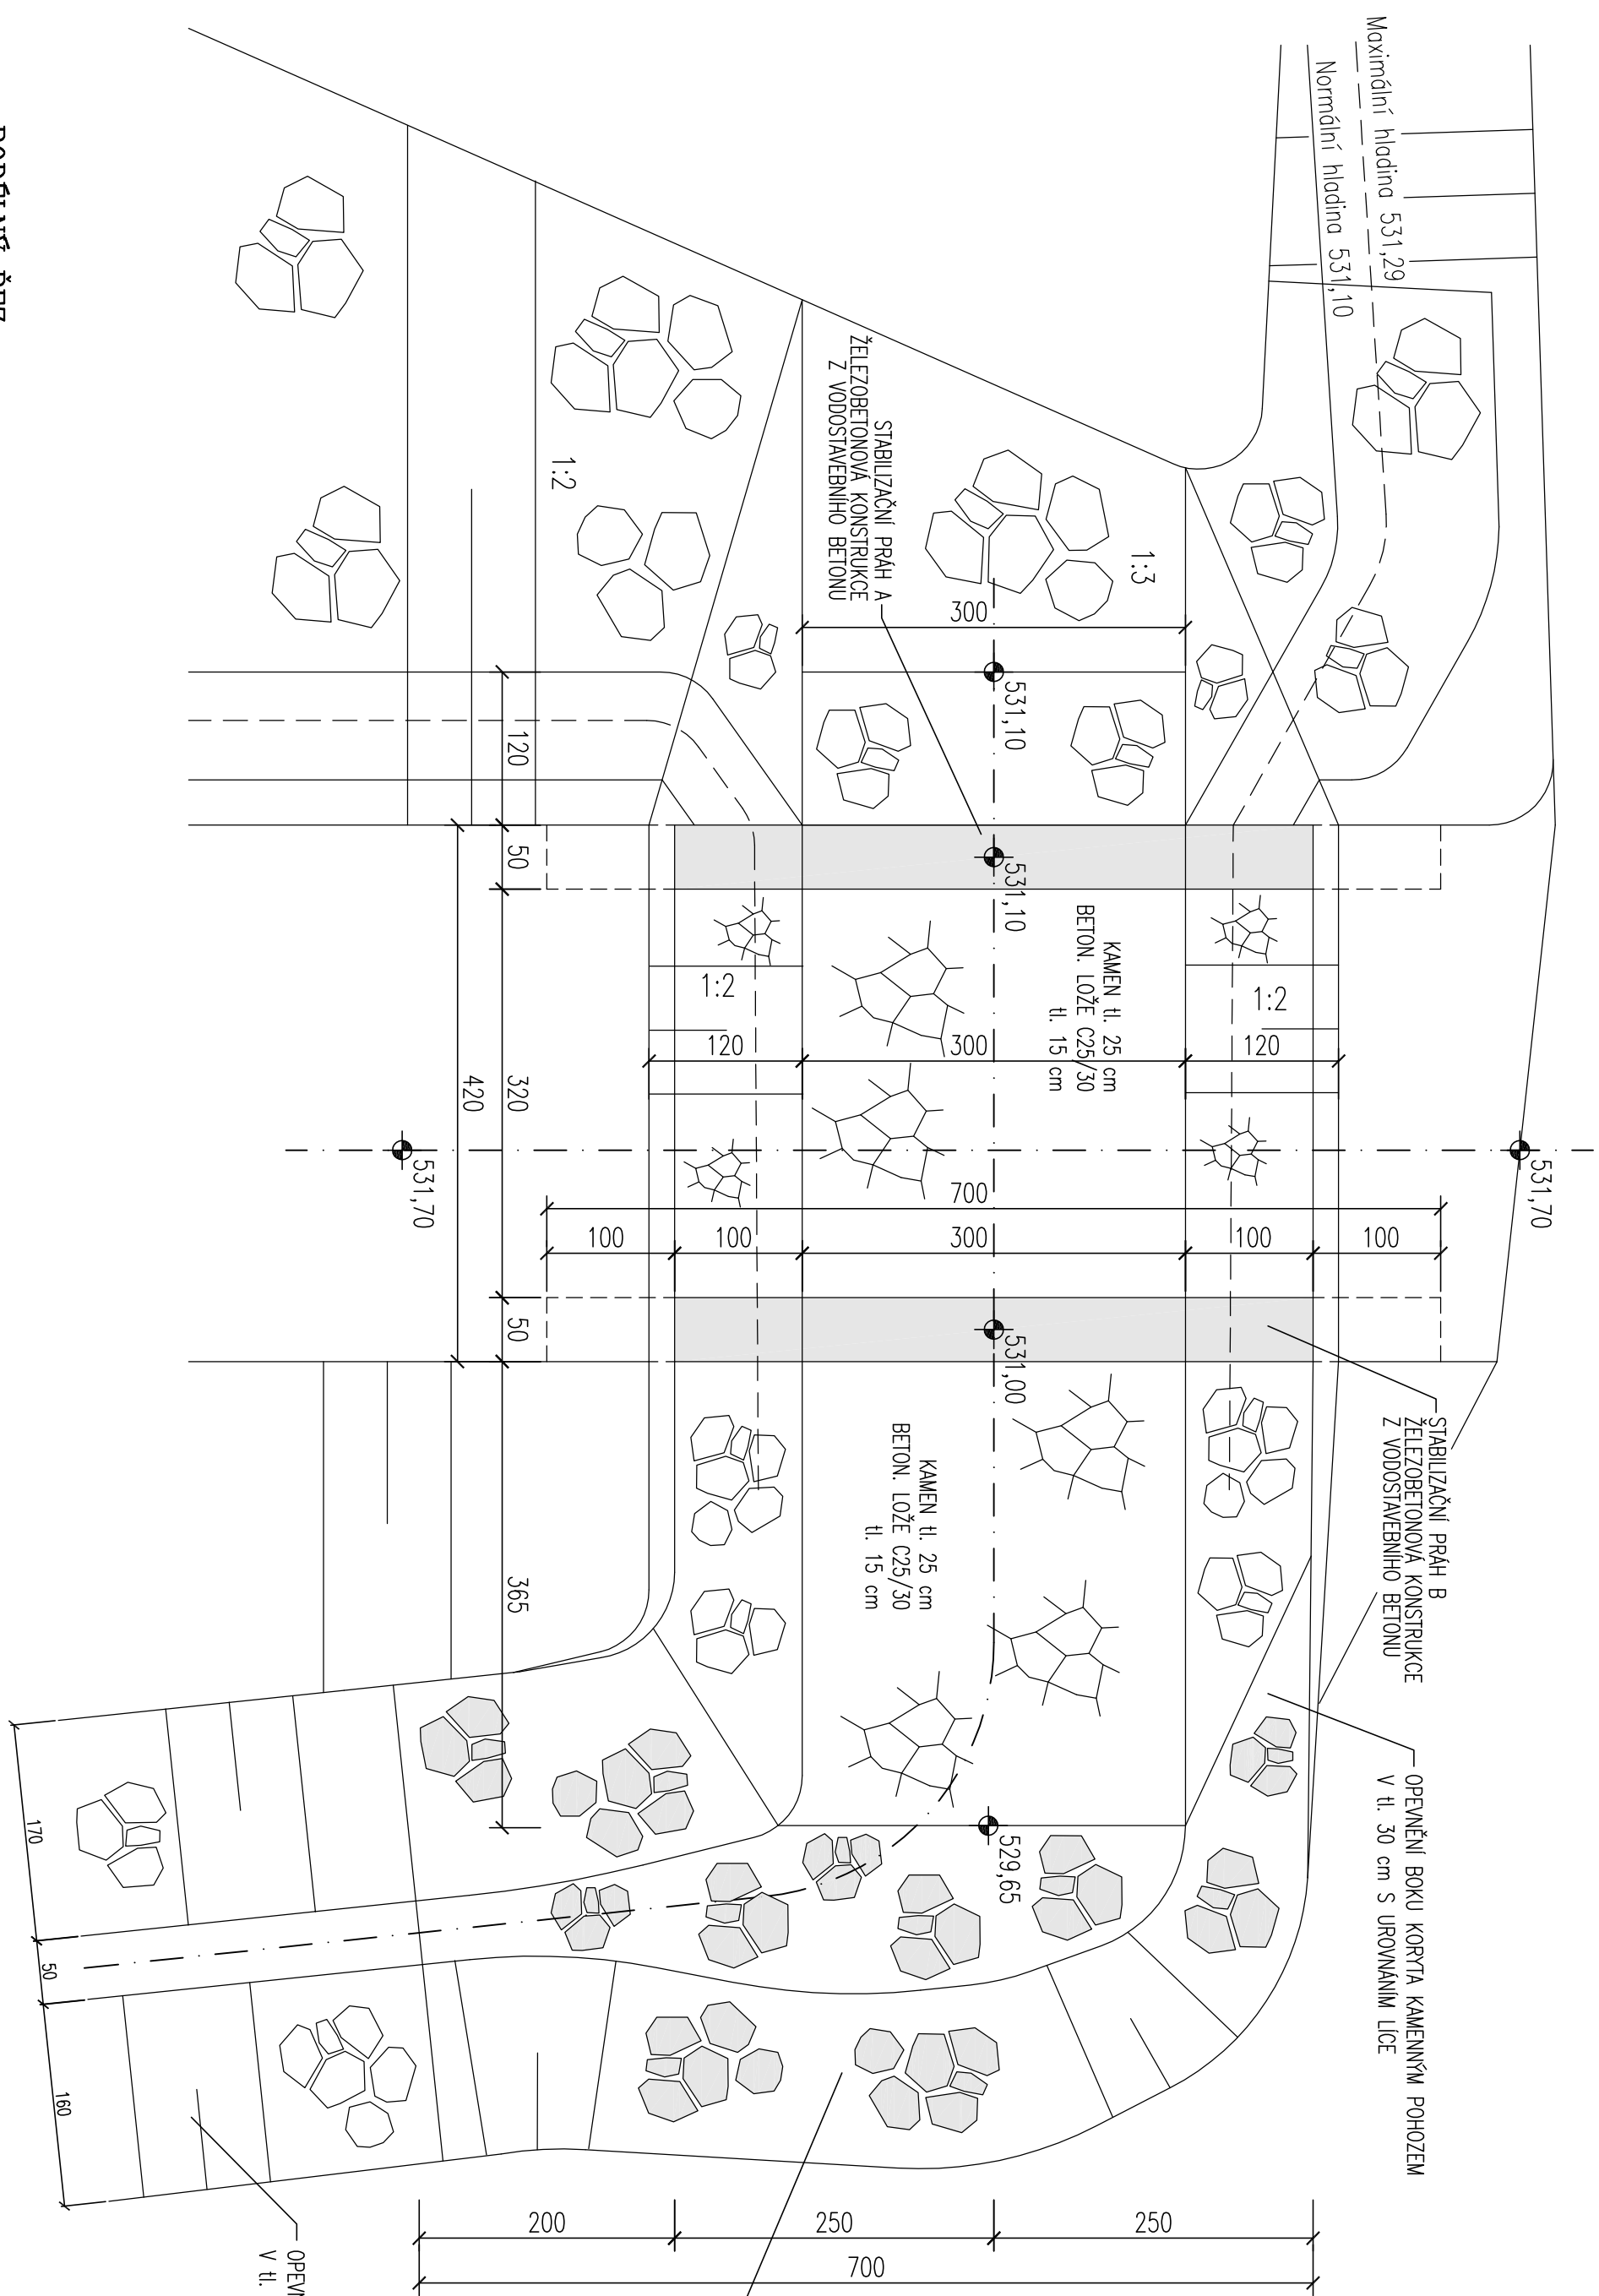 Maximální hladina 531,29
Normální hladina 531,10
STABILIZAČNÍ PRÁH A
ŽELEZOBETONOVÁ KONSTRUKCE
Z VODOSTAVEBNÍHO BETONU
1:3
1:2
300
531,10
120
50
531,10
KAMEN tl. 25 cm
BETON. LOŽE C25/30
tl. 15 cm
1:2
1:2
120
300
120
320
420
531,70
531,70
700
100
100
300
100
100
50
531,00
STABILIZAČNÍ PRÁH B
ŽELEZOBETONOVÁ KONSTRUKCE
Z VODOSTAVEBNÍHO BETONU
KAMEN tl. 25 cm
BETON. LOŽE C25/30
tl. 15 cm
365
529,65
OPEVNĚNÍ BOKU KORYTA KAMENNÝM POHOZEM
V tl. 30 cm S UROVNÁNÍM LÍCE
170
50
160
200
250
250
700
OPEVN
V tl.